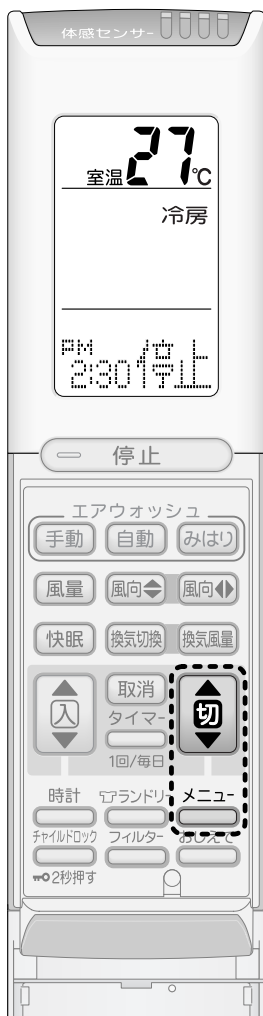 体感センサー
27
室温 ℃
冷房
PM 2:30 停止
停止
エアウォッシュ
手動 自動 みはり
風量 風向 風向
快眠 換気切換 換気風量
入 取消 切
タイマー
1回/毎日
時計 ランドリー メニュー
チャイルドロック フィルター おしえて
2秒押す